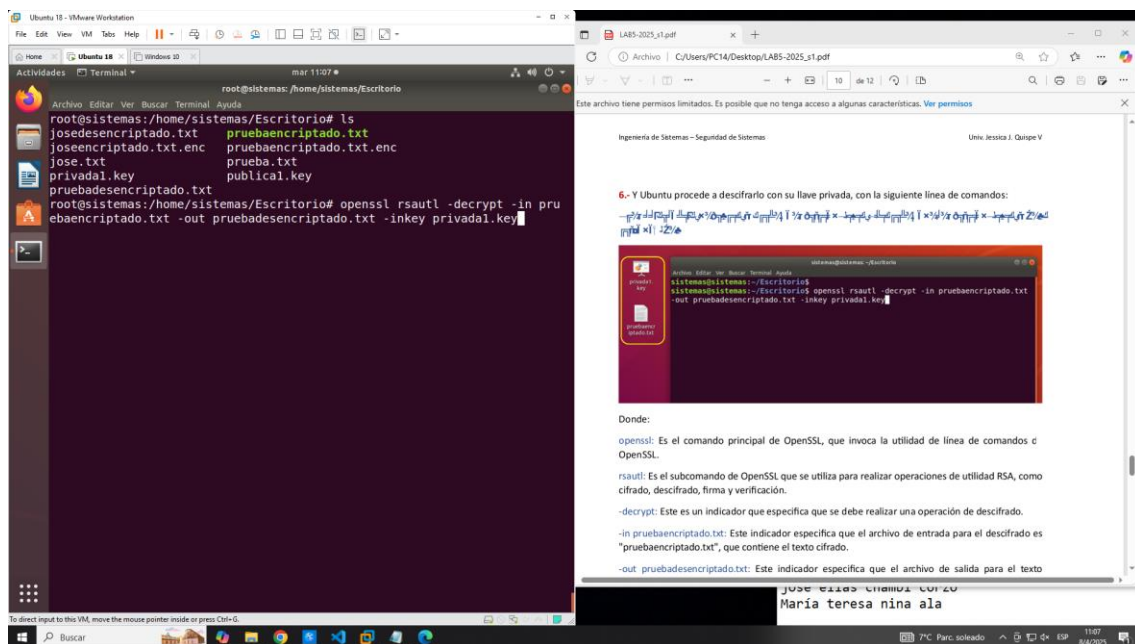 Ubuntu 18 - VMware Workstation
File Edit View VM Tabs Help
Home
Ubuntu 18
Windows 10
Actividades
Terminal
mar 11:07
root@sistemas: /home/sistemas/Escritorio
Archivo Editar Ver Buscar Terminal Ayuda
root@sistemas:/home/sistemas/Escritorio# ls
josedesencriptado.txt pruebaencriptado.txt
joseencriptado.txt.enc pruebaencriptado.txt.enc
jose.txt prueba.txt
privada1.key publica1.key
pruebadesencriptado.txt
root@sistemas:/home/sistemas/Escritorio# openssl rsautl -decrypt -in pru
ebaencriptado.txt -out pruebadesencriptado.txt -inkey privada1.key
To direct input to this VM, move the mouse pointer inside or press Ctrl+G.
LAB5-2025_s1.pdf
Archivo C:/Users/PC14/Desktop/LAB5-2025_s1.pdf
10 de 12
Este archivo tiene permisos limitados. Es posible que no tenga acceso a algunas características. Ver permisos
Ingeniería de Sistemas – Seguridad de Sistemas
Univ. Jessica J. Quispe V
6.- Y Ubuntu procede a descifrarlo con su llave privada, con la siguiente línea de comandos:
sistemas@sistemas: ~/Escritorio
Archivo Editar Ver Buscar Terminal Ayuda
sistemas@sistemas:~/Escritorio$
sistemas@sistemas:~/Escritorio$ openssl rsautl -decrypt -in pruebaencriptado.txt
-out pruebadesencriptado.txt -inkey privada1.key
privada1.
key
pruebaencr
iptado.txt
Donde:
openssl: Es el comando principal de OpenSSL, que invoca la utilidad de línea de comandos d
OpenSSL.
rsautl: Es el subcomando de OpenSSL que se utiliza para realizar operaciones de utilidad RSA, como
cifrado, descifrado, firma y verificación.
-decrypt: Este es un indicador que especifica que se debe realizar una operación de descifrado.
-in pruebaencriptado.txt: Este indicador especifica que el archivo de entrada para el descifrado es
"pruebaencriptado.txt", que contiene el texto cifrado.
-out pruebadesencriptado.txt: Este indicador especifica que el archivo de salida para el texto
jose elias chambi corzo
María teresa nina ala
Buscar
7°C Parc. soleado
ESP
11:07
8/4/2025